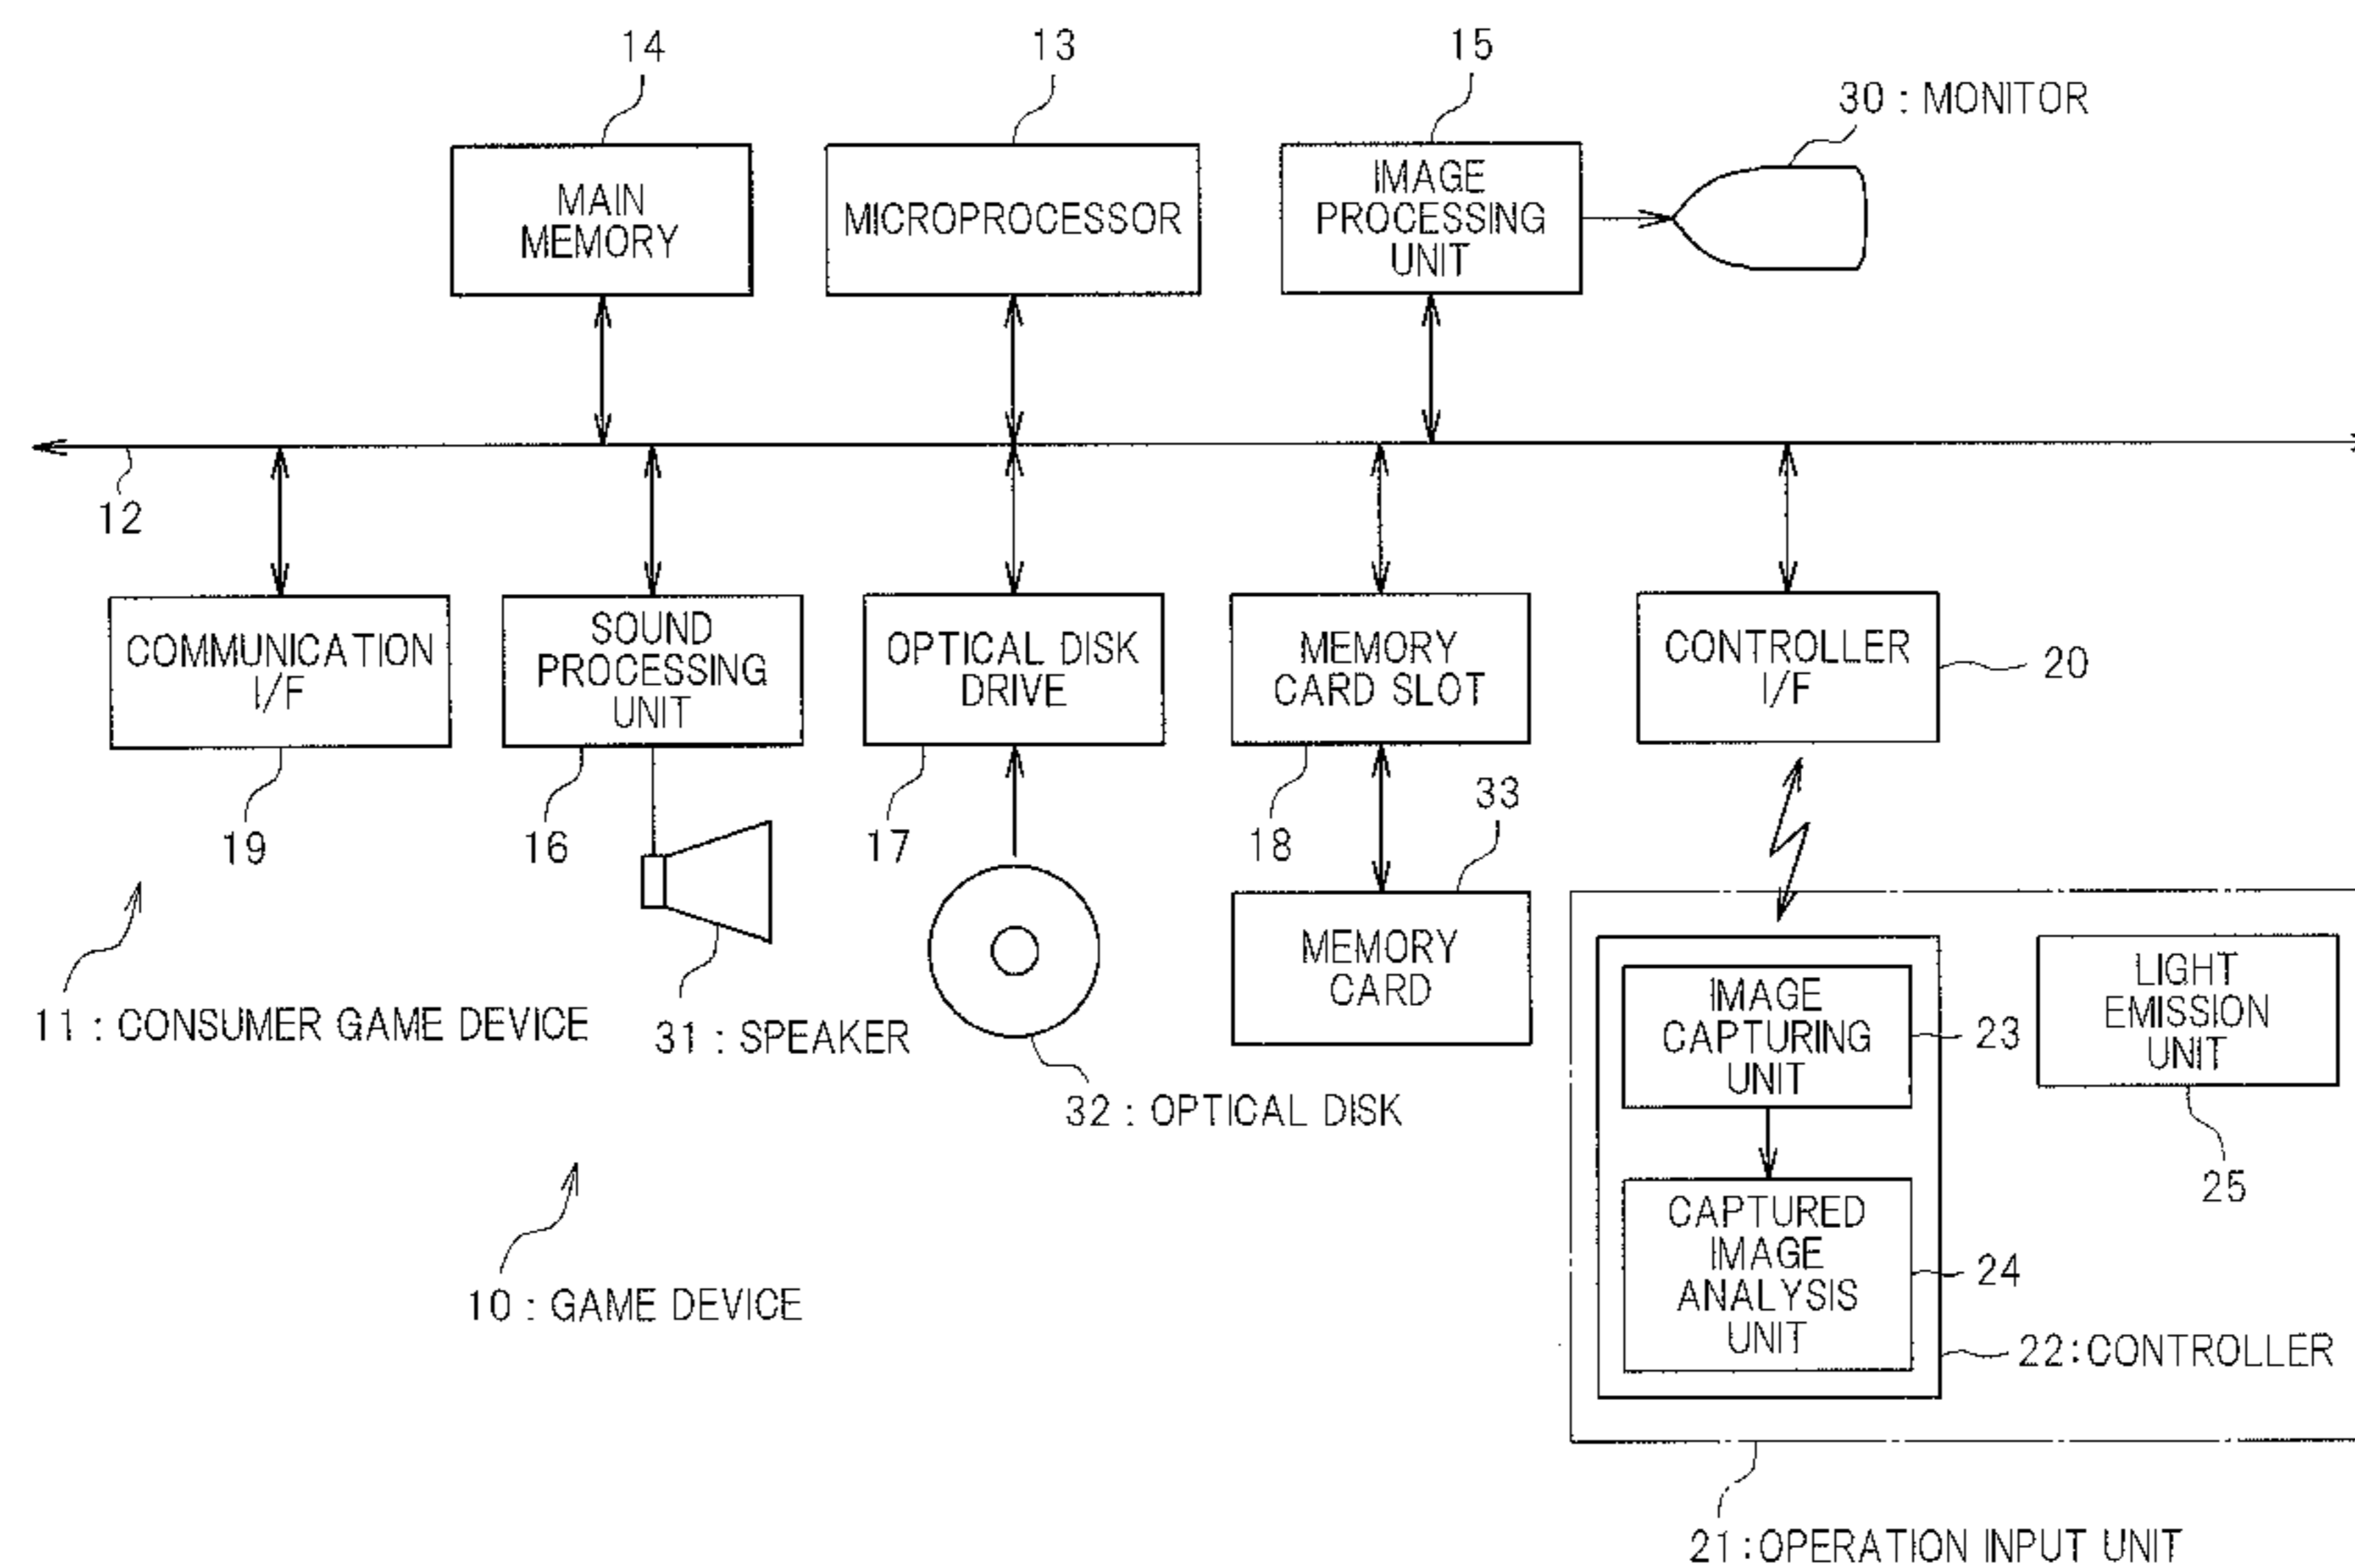 14
13
15
30 : MONITOR
MAIN
MEMORY
MICROPROCESSOR
IMAGE
PROCESSING
UNIT
12
COMMUNICATION
I/F
SOUND
PROCESSING
UNIT
OPTICAL DISK
DRIVE
MEMORY
CARD SLOT
CONTROLLER
I/F
20
19
16
17
18
33
11 : CONSUMER GAME DEVICE
31 : SPEAKER
32 : OPTICAL DISK
MEMORY
CARD
IMAGE
CAPTURING
UNIT
23
LIGHT
EMISSION
UNIT
25
CAPTURED
IMAGE
ANALYSIS
UNIT
24
22:CONTROLLER
10 : GAME DEVICE
21 :OPERATION INPUT UNIT